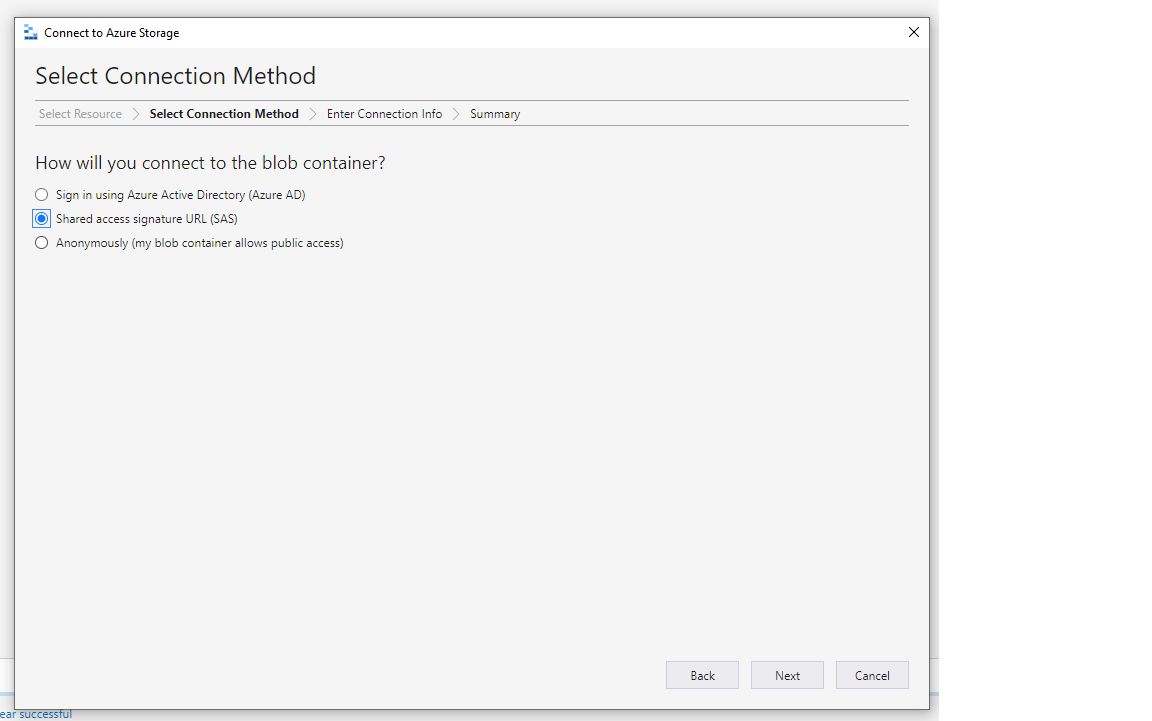 Connect to Azure Storage
Select Connection Method
Select Resource Select Connection Method Enter Connection Info Summary
How will you connect to the blob container?
Sign in using Azure Active Directory (Azure AD)
Shared access signature URL (SAS)
Anonymously (my blob container allows public access)
Back Next Cancel
successful